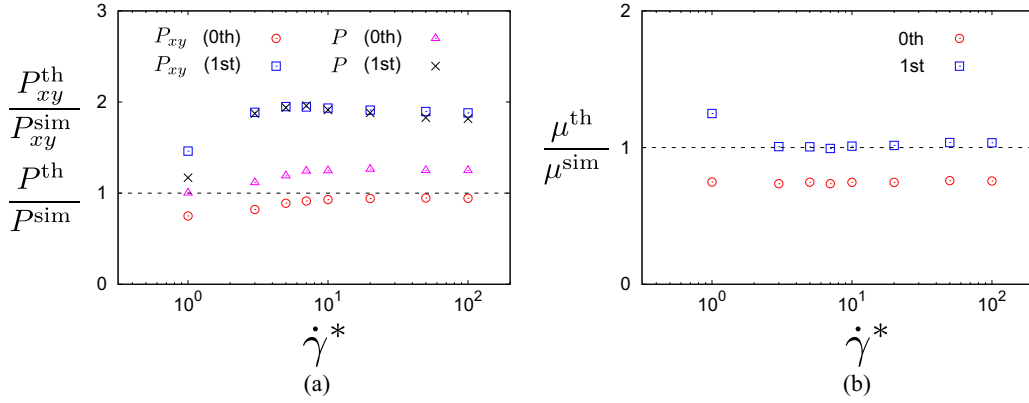 3
2
1
0
P_{xy} (0th)
P (0th)
P_{xy} (1st)
P (1st)
P_{xy}^{th}
P_{xy}^{sim}
P^{th}
P^{sim}
10^0
10^1
10^2
γ̇*
(a)
2
1
0
0th
1st
μ^{th}
μ^{sim}
10^0
10^1
10^2
γ̇*
(b)